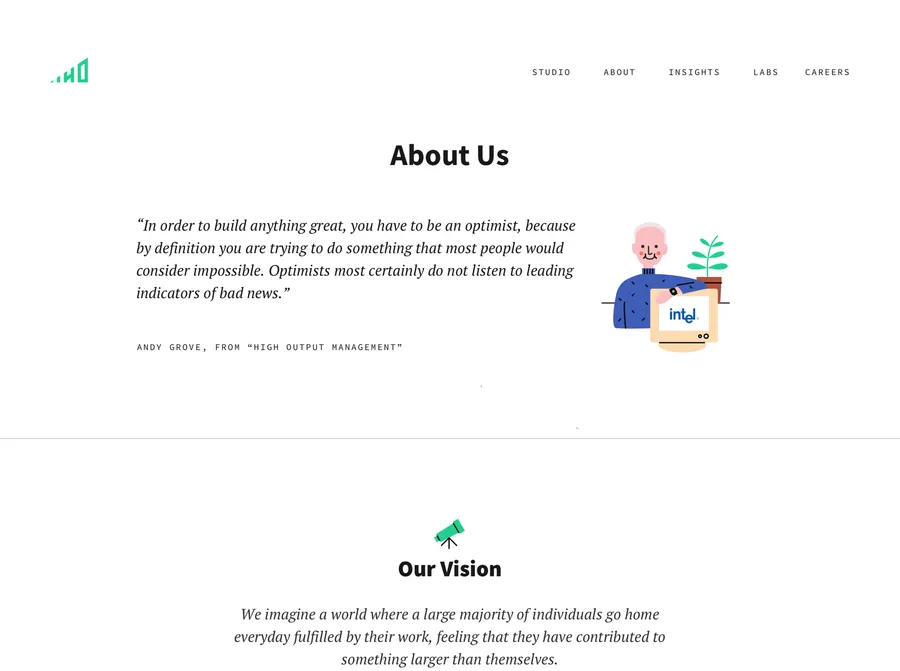 STUDIO ABOUT INSIGHTS LABS CAREERS
About Us
“In order to build anything great, you have to be an optimist, because
by definition you are trying to do something that most people would
consider impossible. Optimists most certainly do not listen to leading
indicators of bad news.”
intel
ANDY GROVE, FROM “HIGH OUTPUT MANAGEMENT”
Our Vision
We imagine a world where a large majority of individuals go home
everyday fulfilled by their work, feeling that they have contributed to
something larger than themselves.